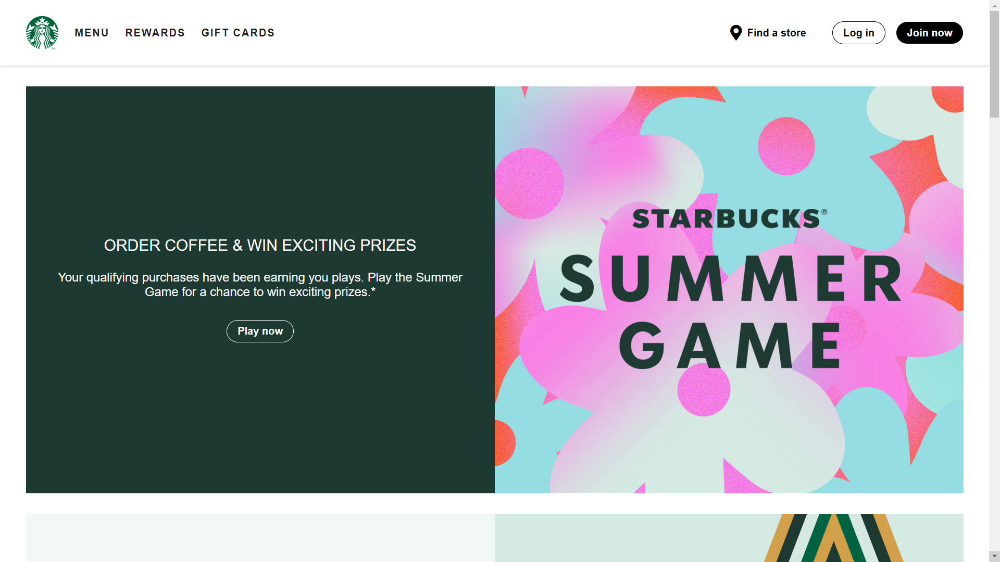 MENU
REWARDS
GIFT CARDS
Find a store
Log in
Join now
ORDER COFFEE & WIN EXCITING PRIZES
Your qualifying purchases have been earning you plays. Play the Summer
Game for a chance to win exciting prizes.*
Play now
STARBUCKS®
SUMMER
GAME